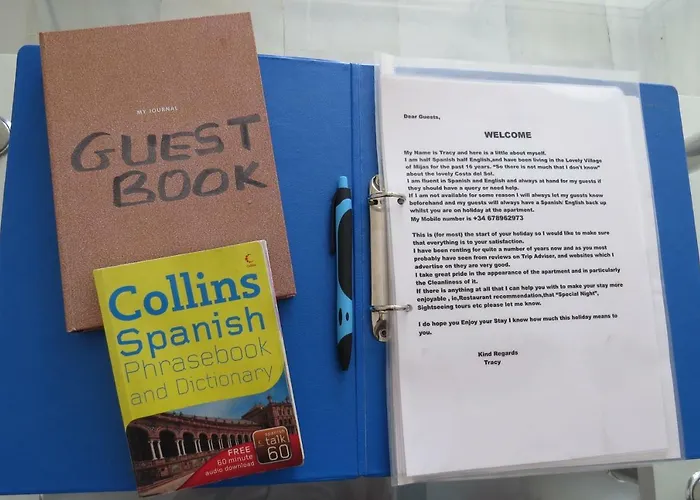 MY JOURNAL
GUEST
BOOK
Collins
Spanish
Phrasebook
and Dictionary
FREE
60 minute
audio download
spanish
talk
60
Dear Guests,
WELCOME
My Name is Tracy and here is a little about myself.
I am half Spanish half English,and have been living in the Lovely Village
of Mijas for the past 16 years. “So there is not much that I don't know”
about the lovely Costa del Sol.
I am fluent in Spanish and English and always at hand for my guests if
they should have a query or need help.
If I am not available for some reason I will always let my guests know
beforehand and my guests will always have a Spanish/ English back up
whilst you are on holiday at the apartment.
My Mobile number is +34 678962973
This is (for most) the start of your holiday so I would like to make sure
that everything is to your satisfaction.
I have been renting for quite a number of years now and as you most
probably have seen from reviews on Trip Adviser, and websites which I
advertise on they are very good.
I take great pride in the appearance of the apartment and in particularly
the Cleanliness of it.
If there is anything at all that I can help you with to make your stay more
enjoyable , ie,Restaurant recommendation,that “Special Night”,
Sightseeing tours etc please let me know.
I do hope you Enjoy your Stay I know how much this holiday means to
you.
Kind Regards
Tracy